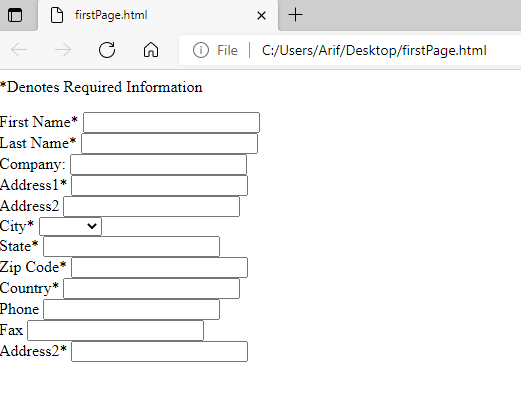 firstPage.html
File C:/Users/Arif/Desktop/firstPage.html
*Denotes Required Information
First Name*
Last Name*
Company:
Address1*
Address2
City*
State*
Zip Code*
Country*
Phone
Fax
Address2*